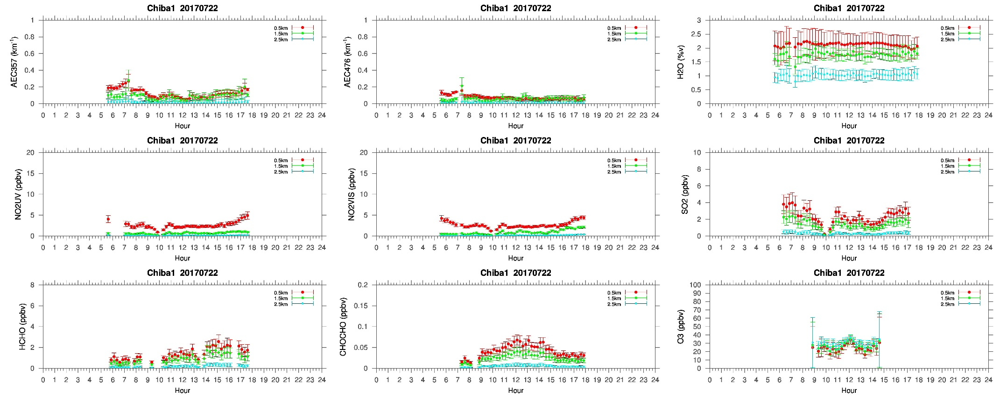 Chiba1 20170722
AEC357 (km-1)
1
0.8
0.6
0.4
0.2
0
0.5km
1.5km
2.5km
0 1 2 3 4 5 6 7 8 9 10 11 12 13 14 15 16 17 18 19 20 21 22 23 24
Hour
Chiba1 20170722
AEC476 (km-1)
1
0.8
0.6
0.4
0.2
0
0.5km
1.5km
2.5km
0 1 2 3 4 5 6 7 8 9 10 11 12 13 14 15 16 17 18 19 20 21 22 23 24
Hour
Chiba1 20170722
H2O (%v)
3
2.5
2
1.5
1
0.5
0
0.5km
1.5km
2.5km
0 1 2 3 4 5 6 7 8 9 10 11 12 13 14 15 16 17 18 19 20 21 22 23 24
Hour
Chiba1 20170722
NO2UV (ppbv)
20
15
10
5
0
0.5km
1.5km
2.5km
0 1 2 3 4 5 6 7 8 9 10 11 12 13 14 15 16 17 18 19 20 21 22 23 24
Hour
Chiba1 20170722
NO2VIS (ppbv)
20
15
10
5
0
0.5km
1.5km
2.5km
0 1 2 3 4 5 6 7 8 9 10 11 12 13 14 15 16 17 18 19 20 21 22 23 24
Hour
Chiba1 20170722
SO2 (ppbv)
10
8
6
4
2
0
0.5km
1.5km
2.5km
0 1 2 3 4 5 6 7 8 9 10 11 12 13 14 15 16 17 18 19 20 21 22 23 24
Hour
Chiba1 20170722
HCHO (ppbv)
8
6
4
2
0
0.5km
1.5km
2.5km
0 1 2 3 4 5 6 7 8 9 10 11 12 13 14 15 16 17 18 19 20 21 22 23 24
Hour
Chiba1 20170722
CHOCHO (ppbv)
0.2
0.15
0.1
0.05
0
0.5km
1.5km
2.5km
0 1 2 3 4 5 6 7 8 9 10 11 12 13 14 15 16 17 18 19 20 21 22 23 24
Hour
Chiba1 20170722
O3 (ppbv)
100
90
80
70
60
50
40
30
20
10
0
0.5km
1.5km
2.5km
0 1 2 3 4 5 6 7 8 9 10 11 12 13 14 15 16 17 18 19 20 21 22 23 24
Hour